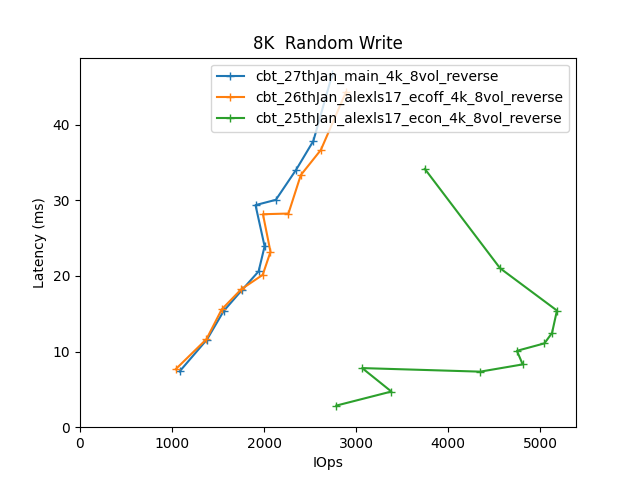 8K  Random Write
cbt_27thJan_main_4k_8vol_reverse
cbt_26thJan_alexls17_ecoff_4k_8vol_reverse
cbt_25thJan_alexls17_econ_4k_8vol_reverse
Latency (ms)
40
30
20
10
0
0 1000 2000 3000 4000 5000
IOps